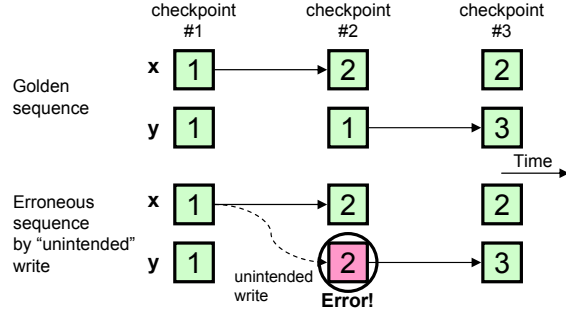 checkpoint checkpoint checkpoint
#1 #2 #3
x 1 2 2
Golden
sequence
y 1 1 3
Time
x 1 2 2
Erroneous
sequence
by “unintended”
write
y 1 2 3
unintended
write
Error!